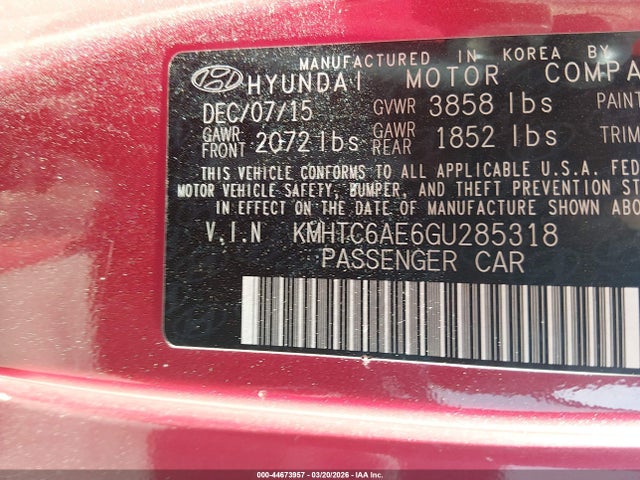 MANUFACTURED IN KOREA BY
HYUNDAI MOTOR COMPA
DEC/07/15 GVWR 3858 lbs PAINT
GAWR FRONT 2072 lbs GAWR REAR 1852 lbs TRIM
THIS VEHICLE CONFORMS TO ALL APPLICABLE U.S.A. FED
MOTOR VEHICLE SAFETY, BUMPER, AND THEFT PREVENTION ST
IN EFFECT ON THE DATE OF MANUFACTURE SHOWN ABO
V.I.N KMHTC6AE6GU285318
PASSENGER CAR
000-44673957 - 03/20/2026 - IAA Inc.